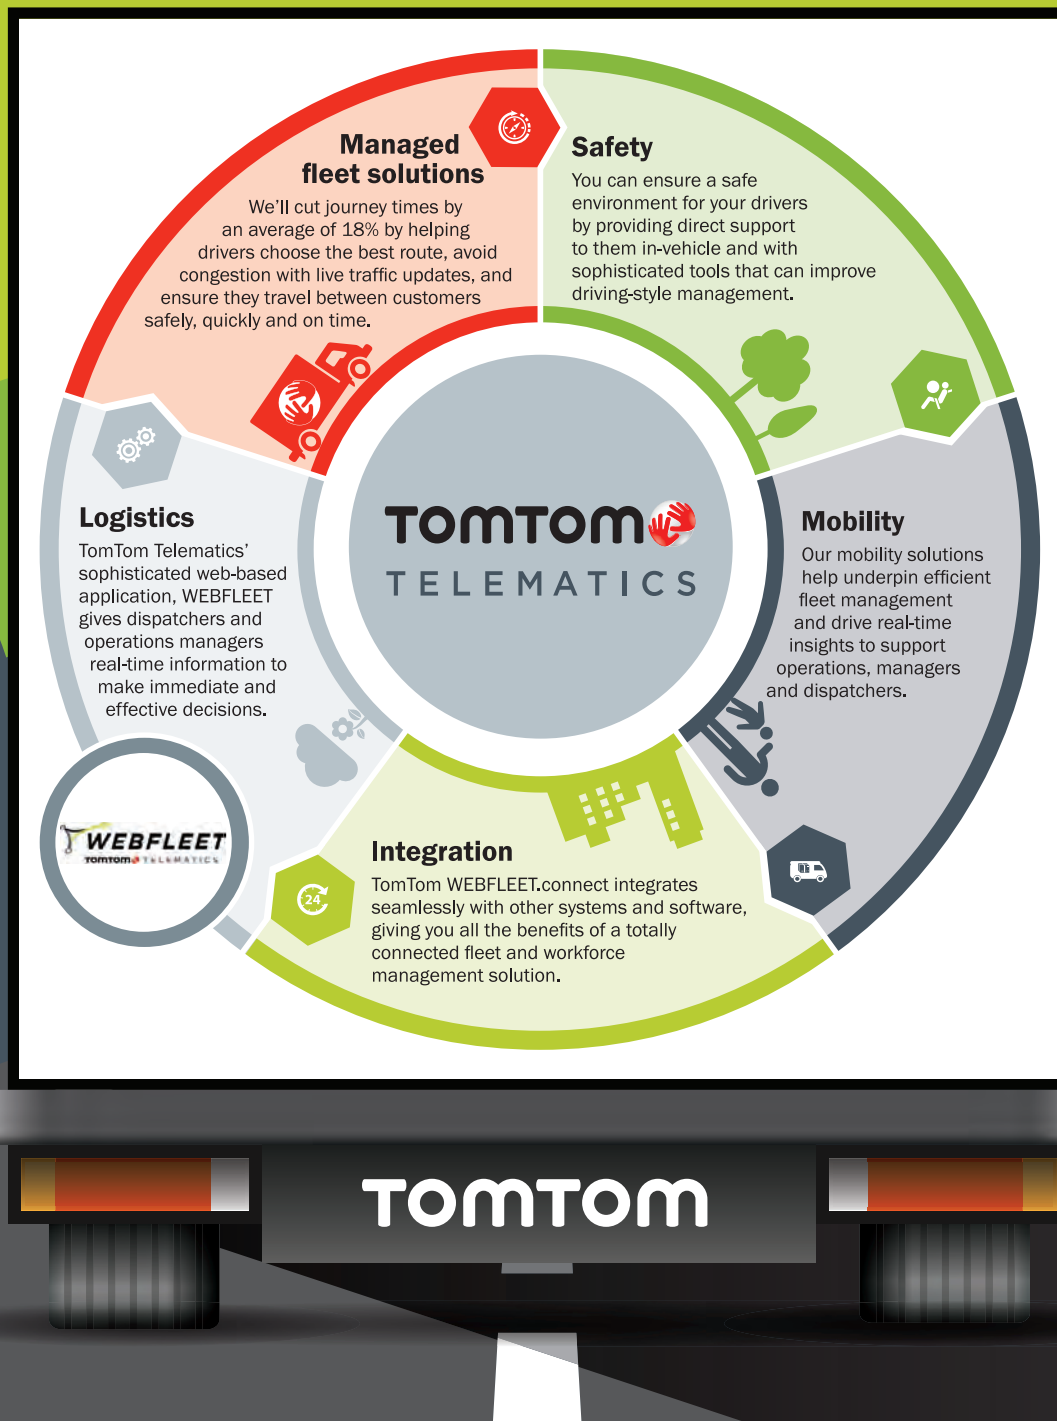 Managed
fleet solutions
We'll cut journey times by
an average of 18% by helping
drivers choose the best route, avoid
congestion with live traffic updates, and
ensure they travel between customers
safely, quickly and on time.
Safety
You can ensure a safe
environment for your drivers
by providing direct support
to them in-vehicle and with
sophisticated tools that can improve
driving-style management.
Logistics
TomTom Telematics'
sophisticated web-based
application, WEBFLEET
gives dispatchers and
operations managers
real-time information to
make immediate and
effective decisions.
TOMTOM
TELEMATICS
Mobility
Our mobility solutions
help underpin efficient
fleet management
and drive real-time
insights to support
operations, managers
and dispatchers.
WEBFLEET
TOMTOM TELEMATICS
24
Integration
TomTom WEBFLEET.connect integrates
seamlessly with other systems and software,
giving you all the benefits of a totally
connected fleet and workforce
management solution.
TOMTOM